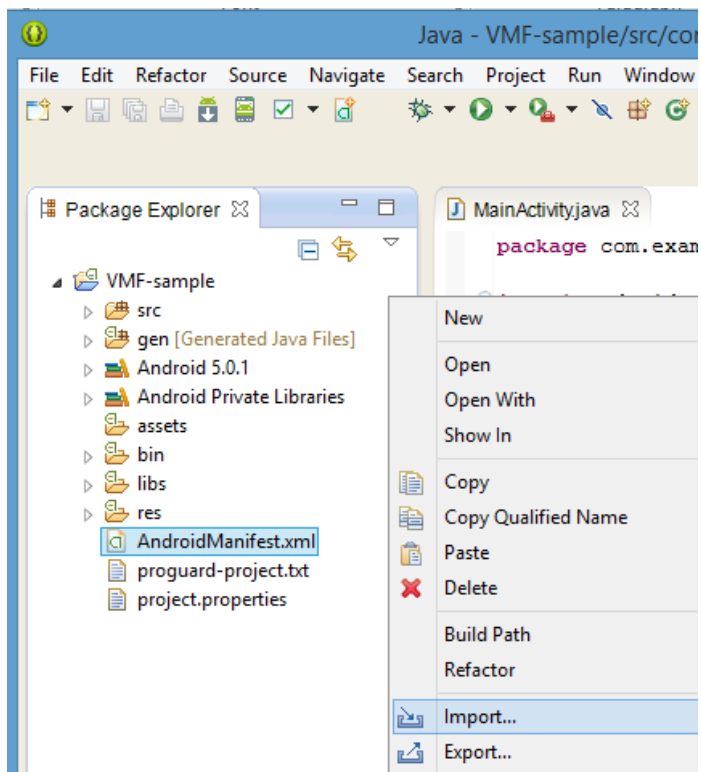 Java - VMF-sample/src/con
File Edit Refactor Source Navigate Search Project Run Window
Package Explorer
MainActivity.java
package com.exam
VMF-sample
src
gen [Generated Java Files]
Android 5.0.1
Android Private Libraries
assets
bin
libs
res
AndroidManifest.xml
proguard-project.txt
project.properties
New
Open
Open With
Show In
Copy
Copy Qualified Name
Paste
Delete
Build Path
Refactor
Import...
Export...